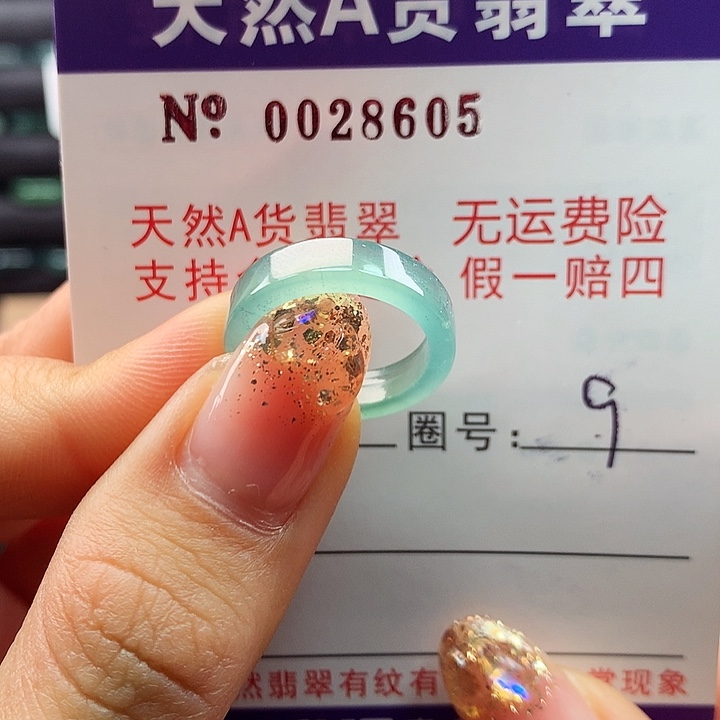 天然A货翡翠
Nº. 0028605
天然A货翡翠 无运费险
支持 假一赔四
圈号: 9
然翡翠有纹有 常现象